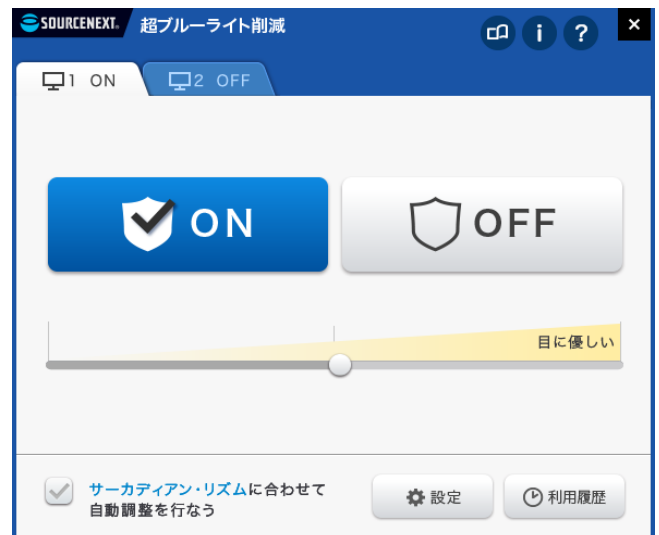 SOURCENEXT. 超ブルーライト削減
i ?
1 ON 2 OFF
ON OFF
目に優しい
サーカディアン・リズムに合わせて
自動調整を行なう
設定 利用履歴